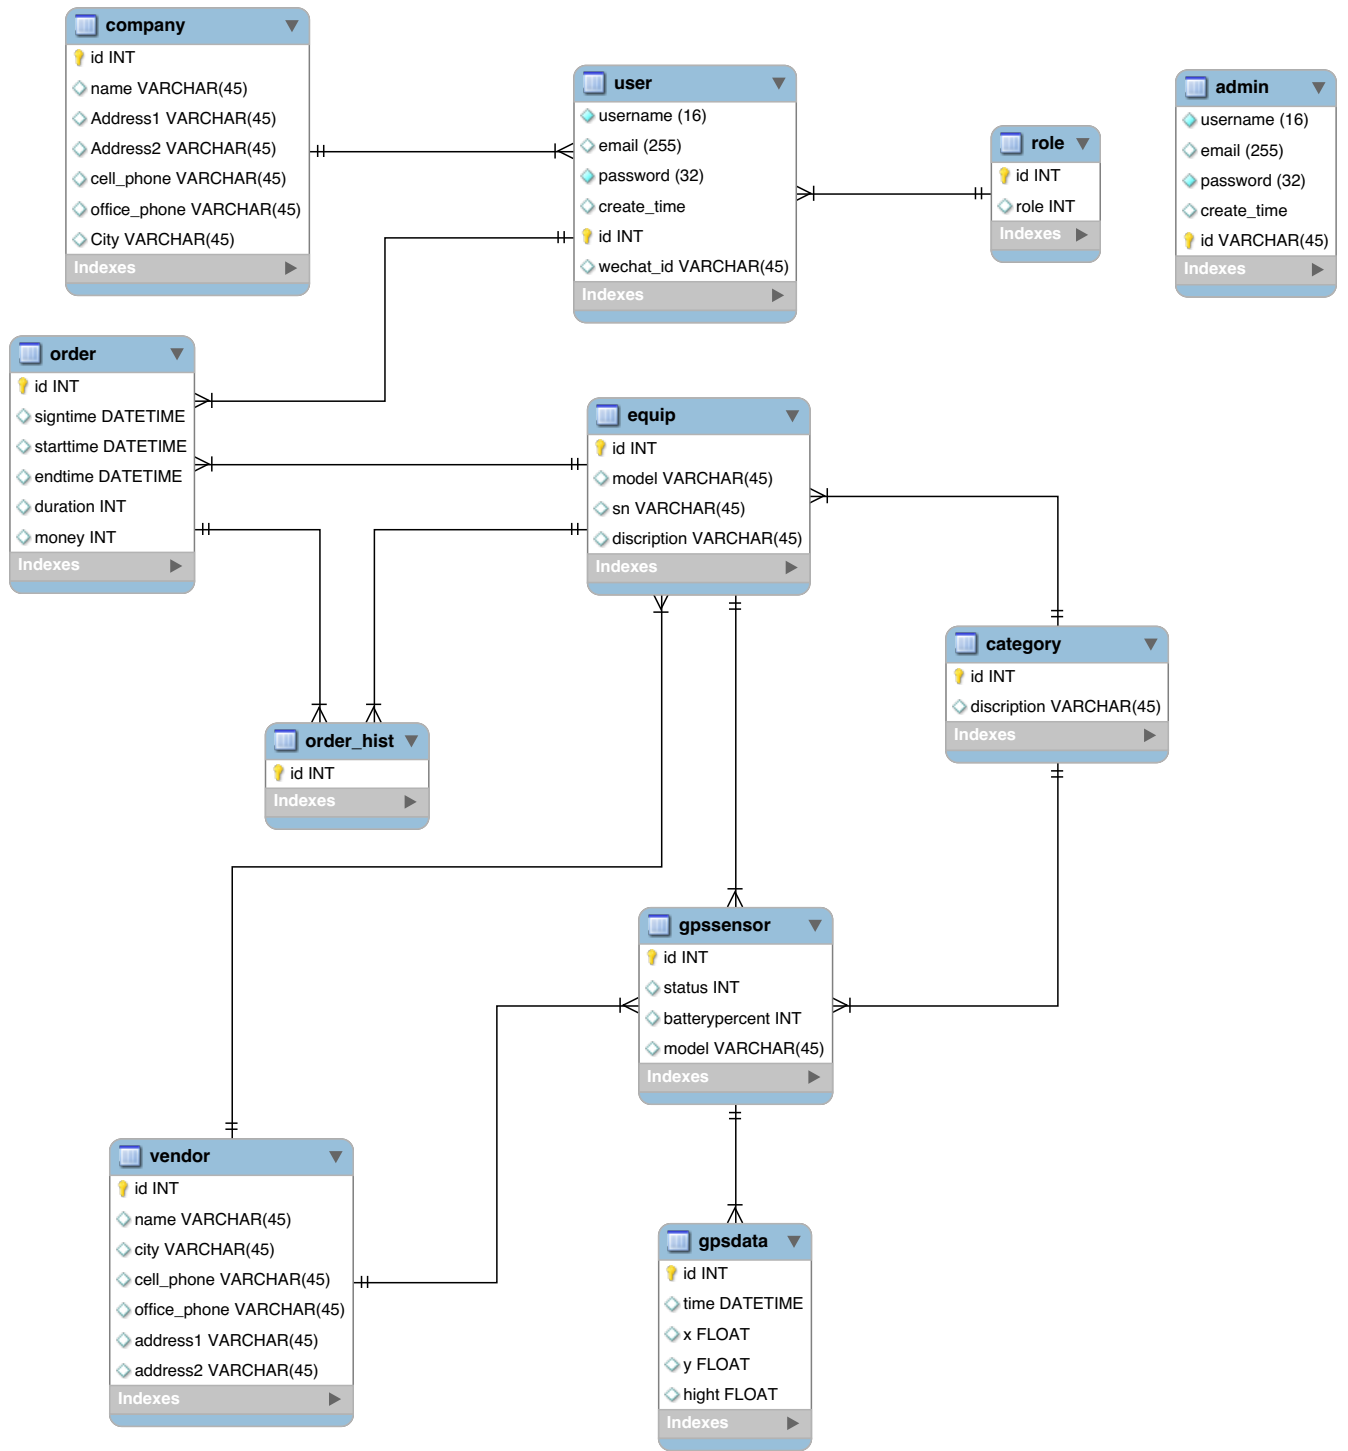 company
id INT
name VARCHAR(45)
Address1 VARCHAR(45)
Address2 VARCHAR(45)
cell_phone VARCHAR(45)
office_phone VARCHAR(45)
City VARCHAR(45)
Indexes
user
username (16)
email (255)
password (32)
create_time
id INT
wechat_id VARCHAR(45)
Indexes
role
id INT
role INT
Indexes
admin
username (16)
email (255)
password (32)
create_time
id VARCHAR(45)
Indexes
order
id INT
signtime DATETIME
starttime DATETIME
endtime DATETIME
duration INT
money INT
Indexes
equip
id INT
model VARCHAR(45)
sn VARCHAR(45)
discription VARCHAR(45)
Indexes
category
id INT
discription VARCHAR(45)
Indexes
order_hist
id INT
Indexes
gpssensor
id INT
status INT
batterypercent INT
model VARCHAR(45)
Indexes
vendor
id INT
name VARCHAR(45)
city VARCHAR(45)
cell_phone VARCHAR(45)
office_phone VARCHAR(45)
address1 VARCHAR(45)
address2 VARCHAR(45)
Indexes
gpsdata
id INT
time DATETIME
x FLOAT
y FLOAT
hight FLOAT
Indexes